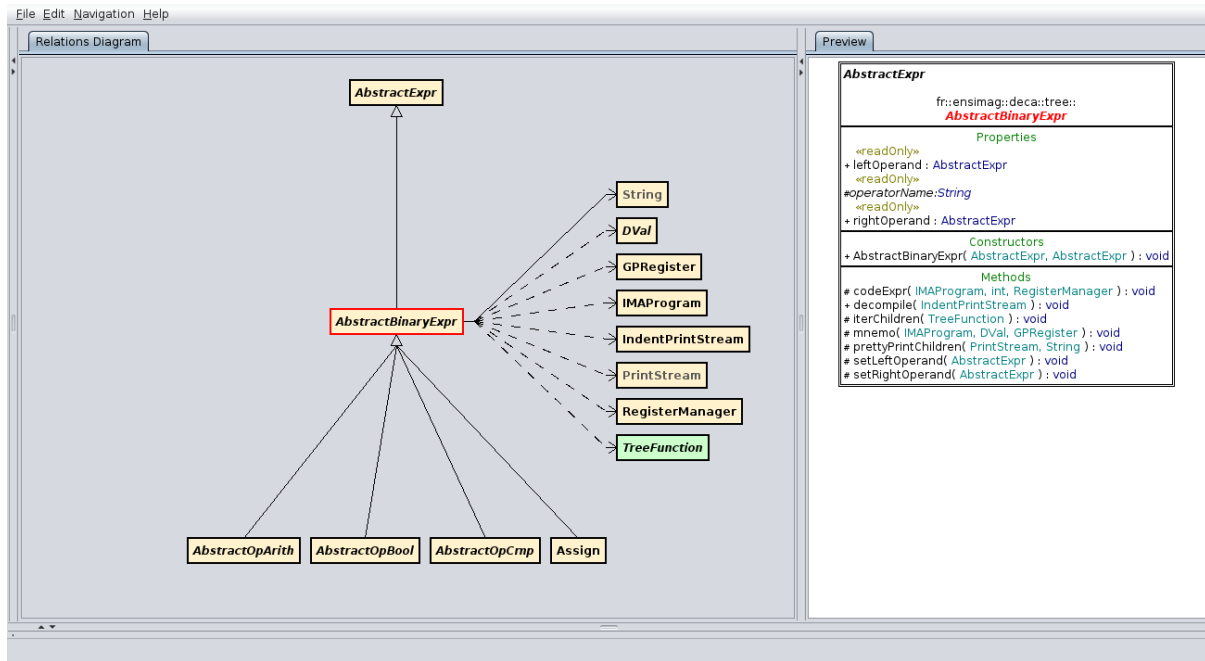 File Edit Navigation Help
Relations Diagram
AbstractExpr
String
DVal
GPRegister
IMAProgram
AbstractBinaryExpr
IndentPrintStream
PrintStream
RegisterManager
TreeFunction
AbstractOpArith AbstractOpBool AbstractOpCmp Assign
Preview
AbstractExpr
fr::ensimag::deca::tree::
AbstractBinaryExpr
Properties
«readOnly»
+ leftOperand : AbstractExpr
«readOnly»
#operatorName:String
«readOnly»
+ rightOperand : AbstractExpr
Constructors
+ AbstractBinaryExpr( AbstractExpr, AbstractExpr ) : void
Methods
# codeExpr( IMAProgram, int, RegisterManager ) : void
+ decompile( IndentPrintStream ) : void
# iterChildren( TreeFunction ) : void
# mnemo( IMAProgram, DVal, GPRegister ) : void
# prettyPrintChildren( PrintStream, String ) : void
# setLeftOperand( AbstractExpr ) : void
# setRightOperand( AbstractExpr ) : void